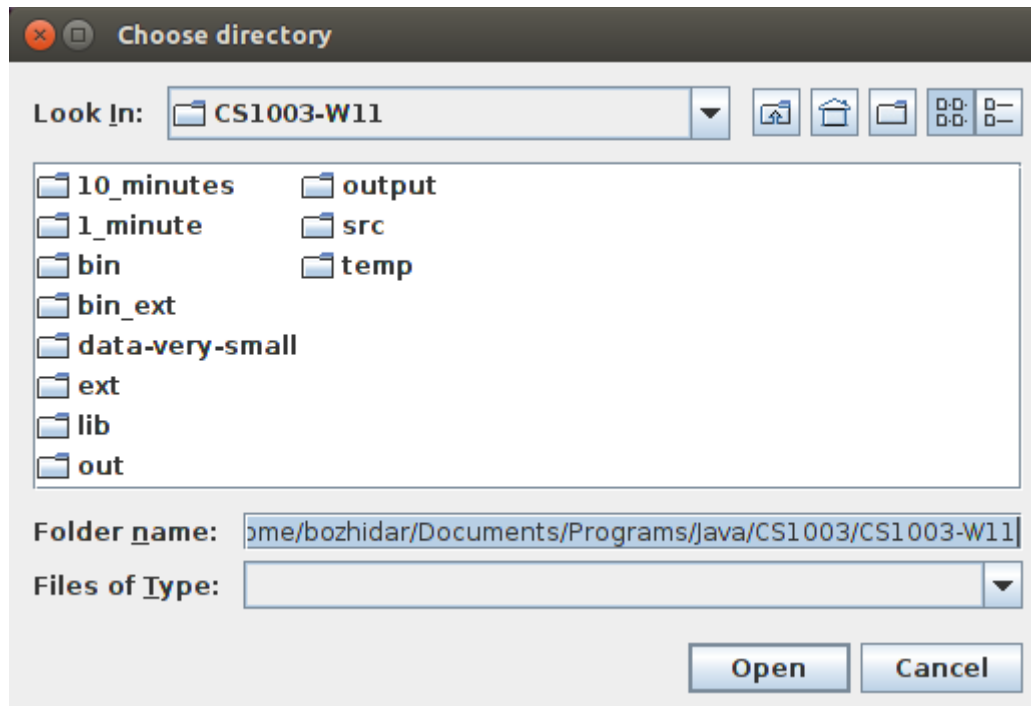 Choose directory
Look In: CS1003-W11
10_minutes output
1_minute src
bin temp
bin_ext
data-very-small
ext
lib
out
Folder name: ome/bozhidar/Documents/Programs/Java/CS1003/CS1003-W11
Files of Type:
Open Cancel